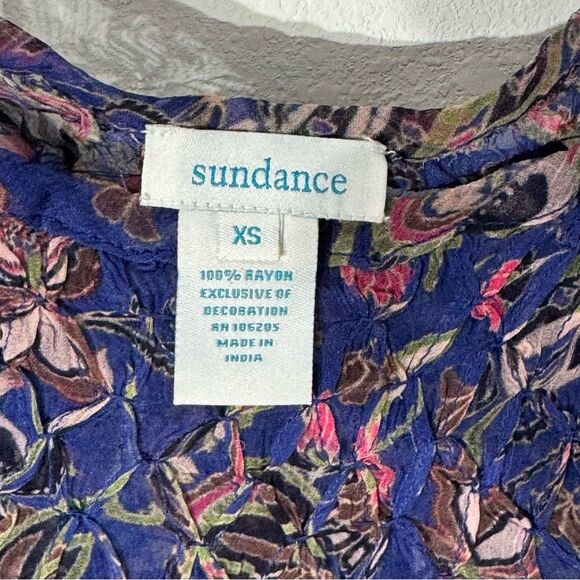 sundance
XS
100% RAYON
EXCLUSIVE OF
DECORATION
RN 106205
MADE IN
INDIA